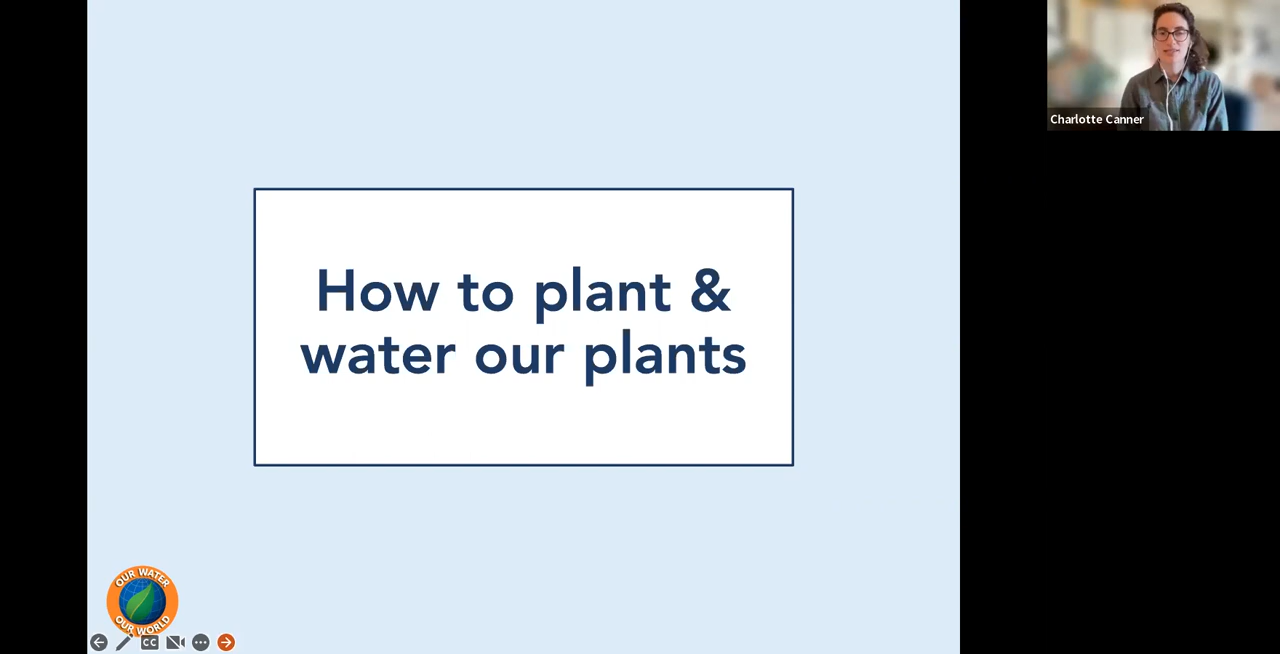 Charlotte Canner
How to plant &
water our plants
OUR WATER
OUR WORLD
CC